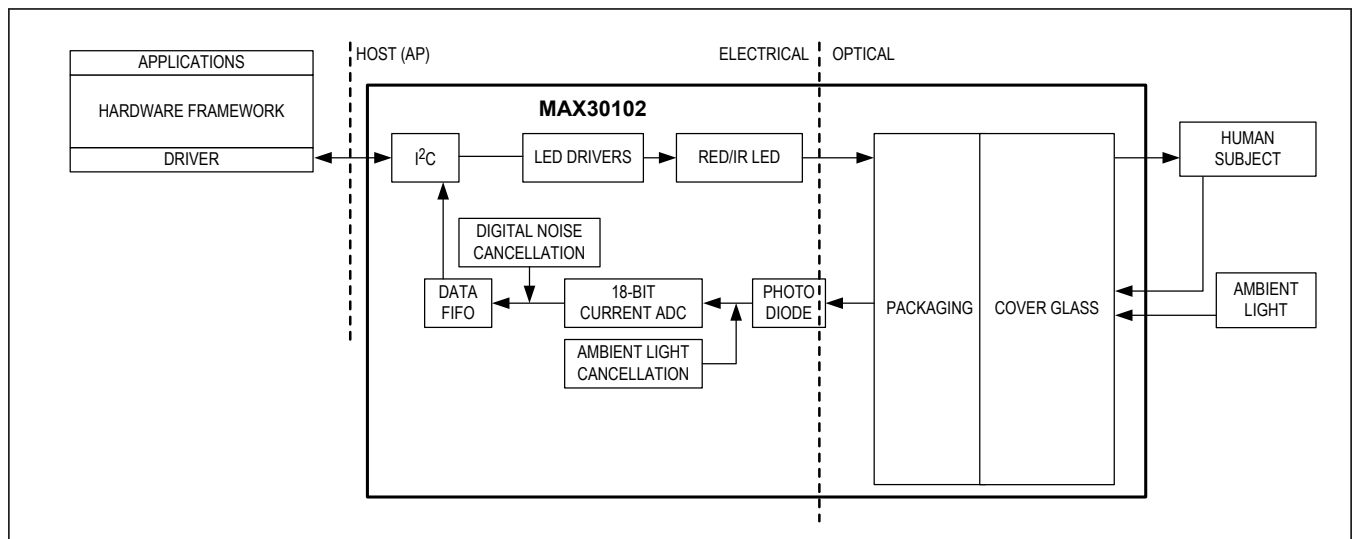 APPLICATIONS
HARDWARE FRAMEWORK
DRIVER
HOST (AP)
ELECTRICAL
OPTICAL
MAX30102
I²C
LED DRIVERS
RED/IR LED
HUMAN
SUBJECT
DIGITAL NOISE
CANCELLATION
DATA
FIFO
18-BIT
CURRENT ADC
PHOTO
DIODE
AMBIENT LIGHT
CANCELLATION
PACKAGING
COVER GLASS
AMBIENT
LIGHT